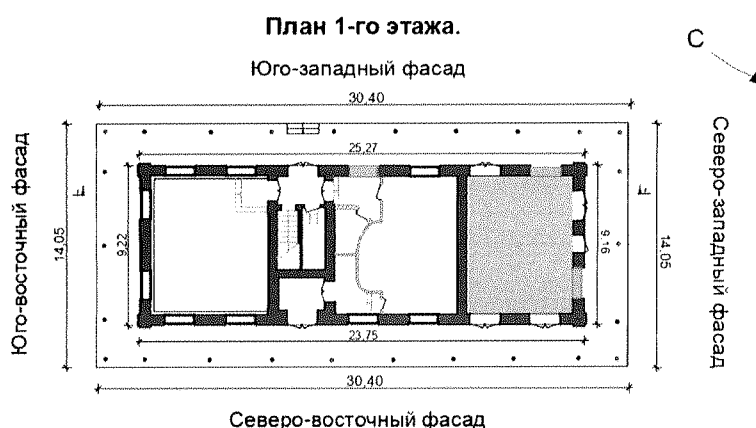 План 1-го этажа.
С
Юго-западный фасад
30,40
25,27
Юго-восточный фасад
14,05
9,22
9,16
14,05
Северо-западный фасад
23,75
30,40
Северо-восточный фасад